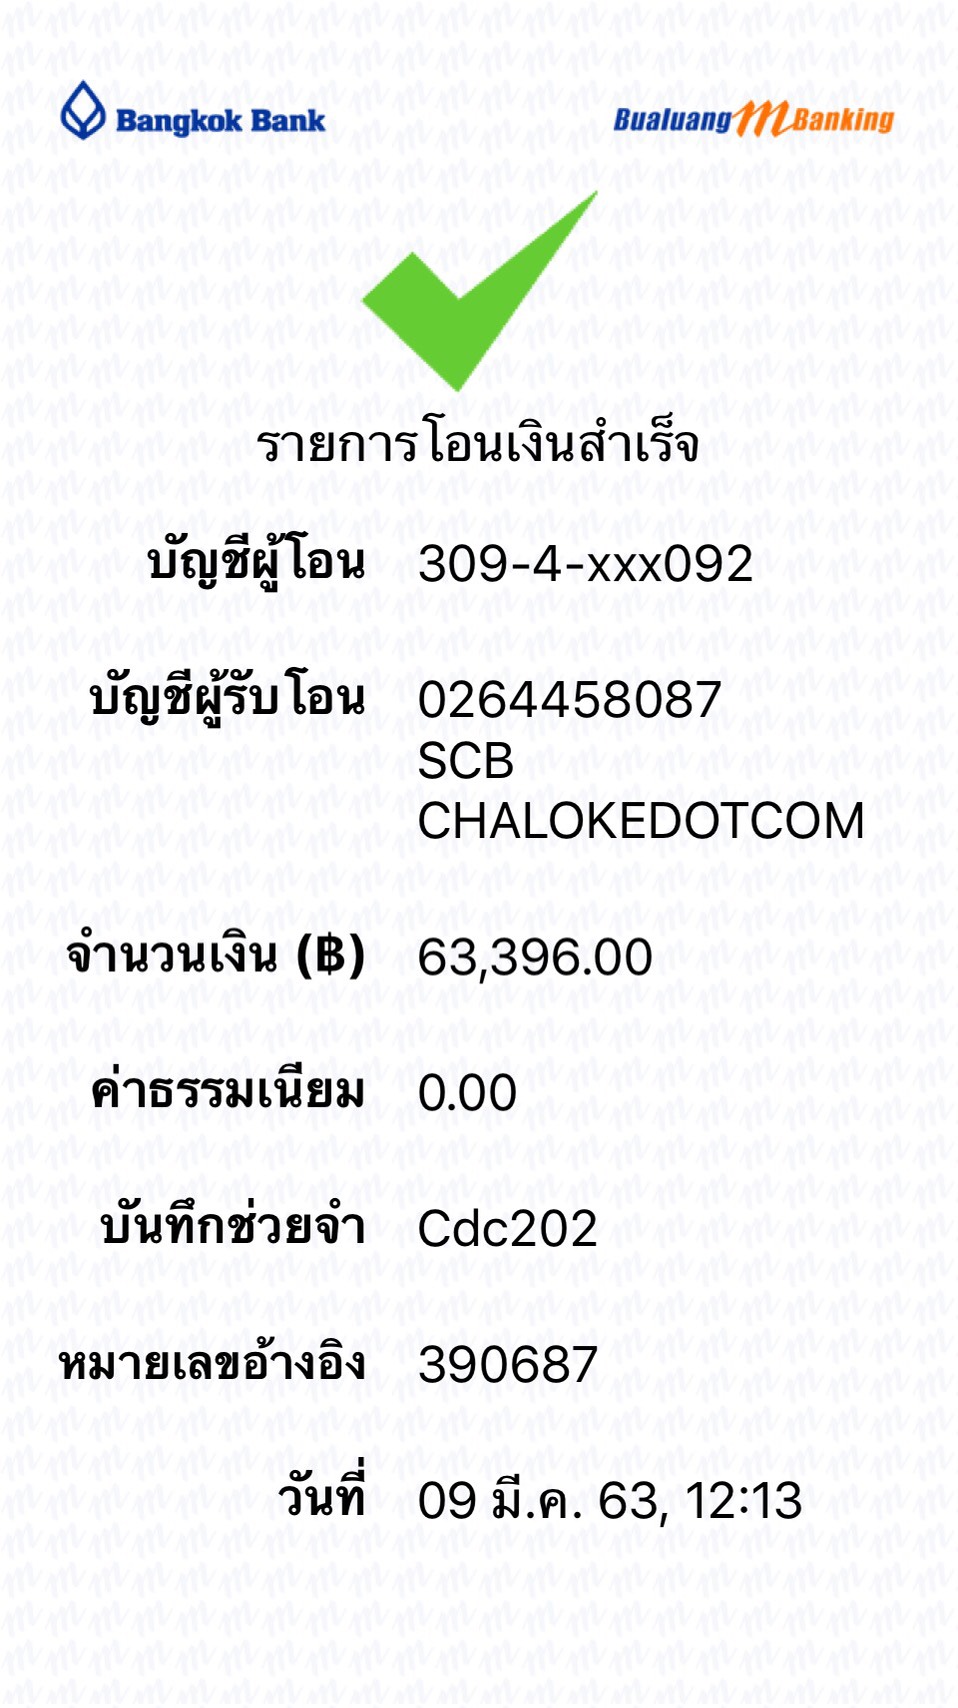 Bangkok Bank
Bualuang mBanking
รายการโอนเงินสำเร็จ
บัญชีผู้โอน 309-4-xxx092
บัญชีผู้รับโอน 0264458087
SCB
CHALOKEDOTCOM
จำนวนเงิน (฿) 63,396.00
ค่าธรรมเนียม 0.00
บันทึกช่วยจำ Cdc202
หมายเลขอ้างอิง 390687
วันที่ 09 มี.ค. 63, 12:13